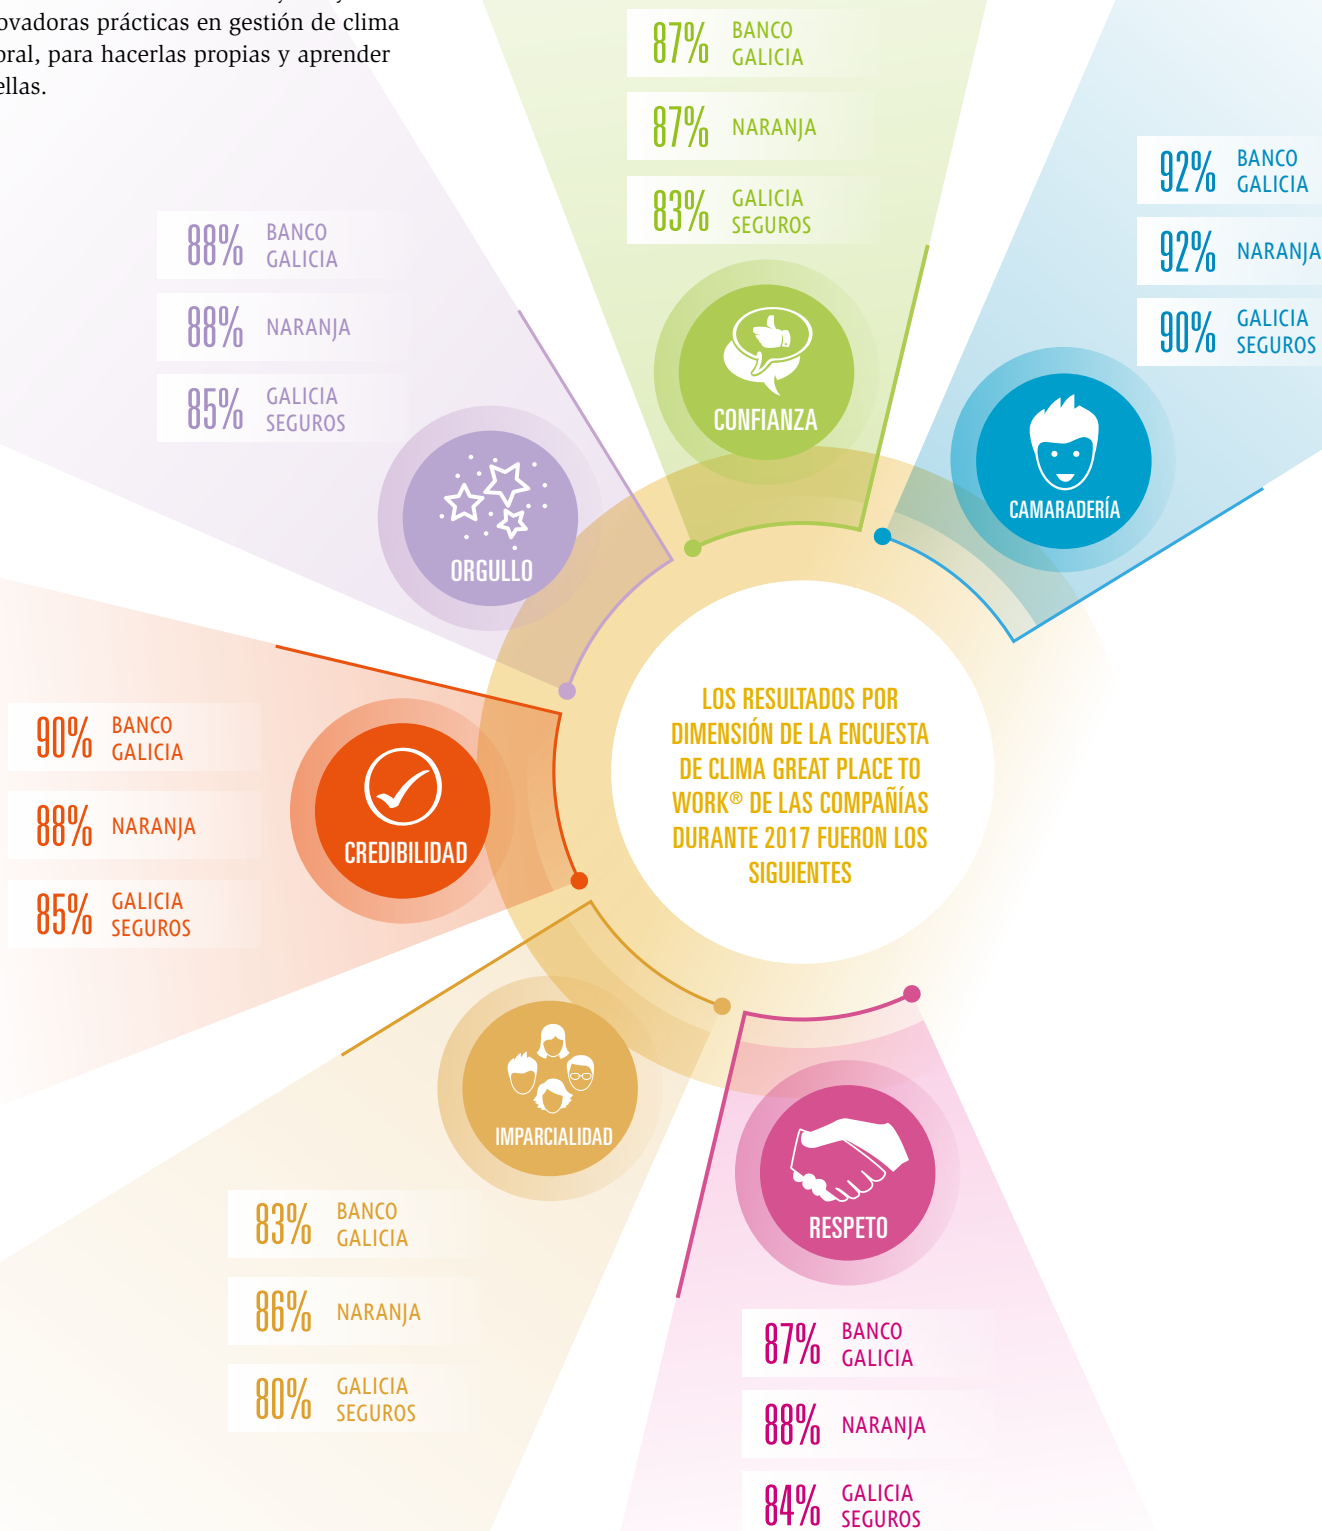 ovadoras prácticas en gestión de clima
oral, para hacerlas propias y aprender
ellas.
87% BANCO
GALICIA
87% NARANJA
83% GALICIA
SEGUROS
CONFIANZA
92% BANCO
GALICIA
92% NARANJA
90% GALICIA
SEGUROS
CAMARADERÍA
88% BANCO
GALICIA
88% NARANJA
85% GALICIA
SEGUROS
ORGULLO
90% BANCO
GALICIA
88% NARANJA
85% GALICIA
SEGUROS
CREDIBILIDAD
LOS RESULTADOS POR
DIMENSIÓN DE LA ENCUESTA
DE CLIMA GREAT PLACE TO
WORK® DE LAS COMPAÑÍAS
DURANTE 2017 FUERON LOS
SIGUIENTES
IMPARCIALIDAD
83% BANCO
GALICIA
86% NARANJA
80% GALICIA
SEGUROS
RESPETO
87% BANCO
GALICIA
88% NARANJA
84% GALICIA
SEGUROS